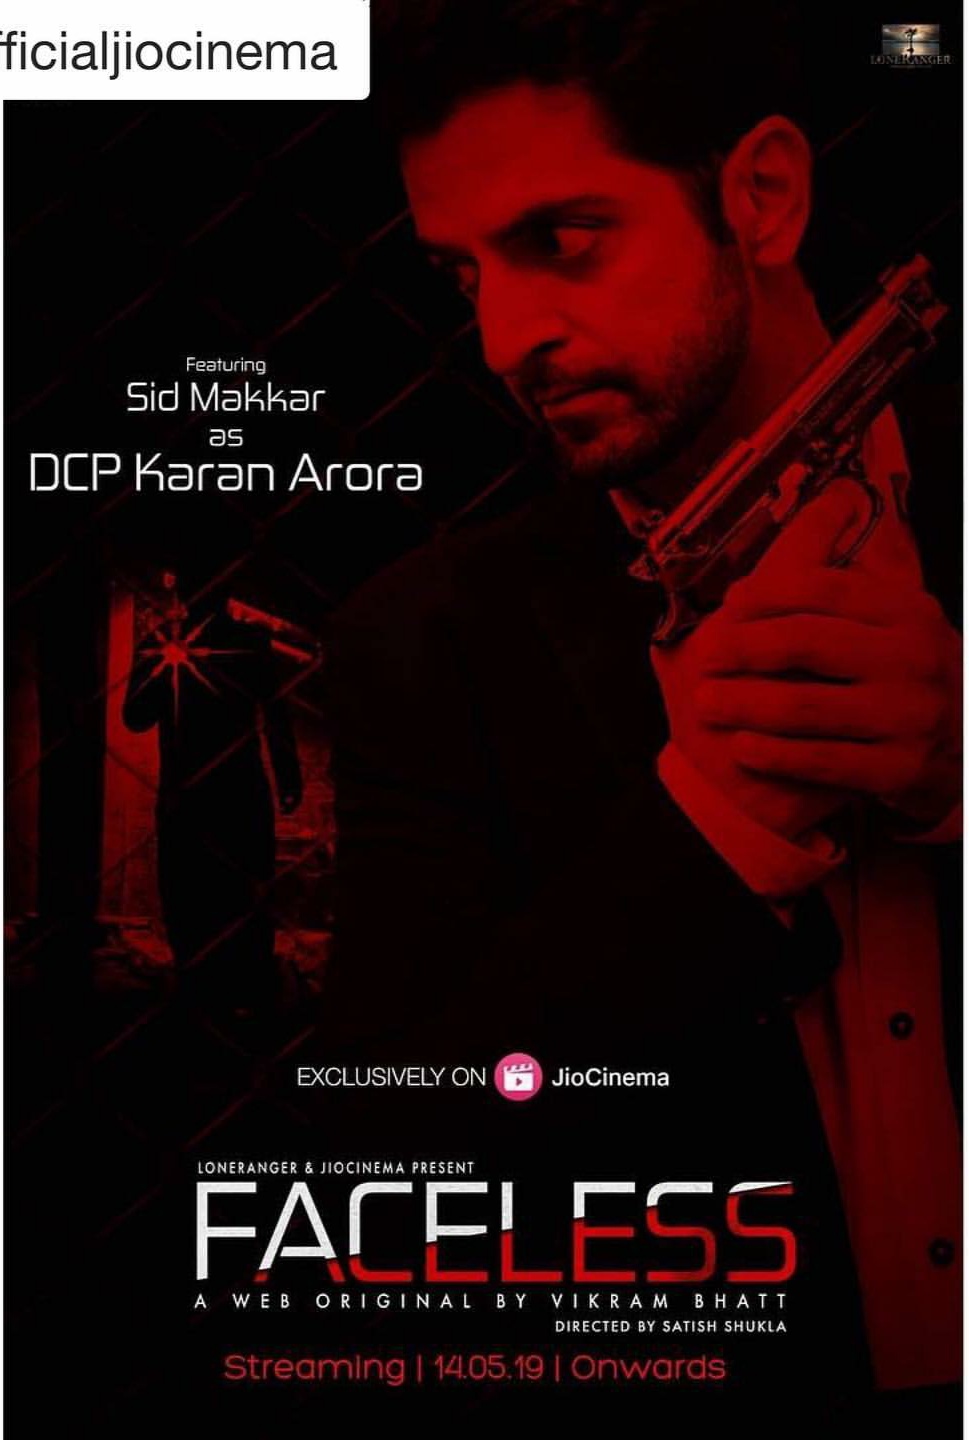 fficialjiocinema
LONERANGER
Featuring
Sid Makkar
as
DCP Karan Arora
EXCLUSIVELY ON JioCinema
LONERANGER & JIOCINEMA PRESENT
FACELESS
A WEB ORIGINAL BY VIKRAM BHATT
DIRECTED BY SATISH SHUKLA
Streaming | 14.05.19 | Onwards